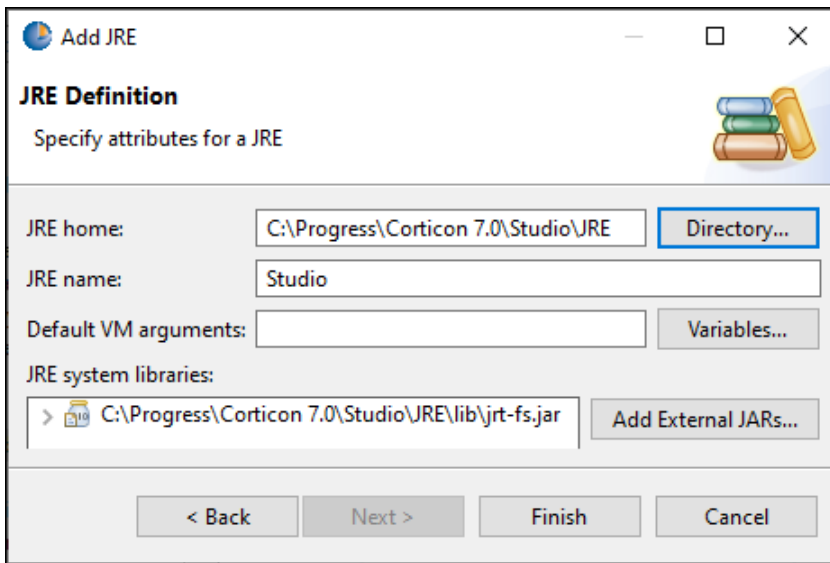 Add JRE
JRE Definition
Specify attributes for a JRE
JRE home: C:\Progress\Corticon 7.0\Studio\JRE Directory...
JRE name: Studio
Default VM arguments: Variables...
JRE system libraries:
C:\Progress\Corticon 7.0\Studio\JRE\lib\jrt-fs.jar Add External JARs...
< Back Next > Finish Cancel